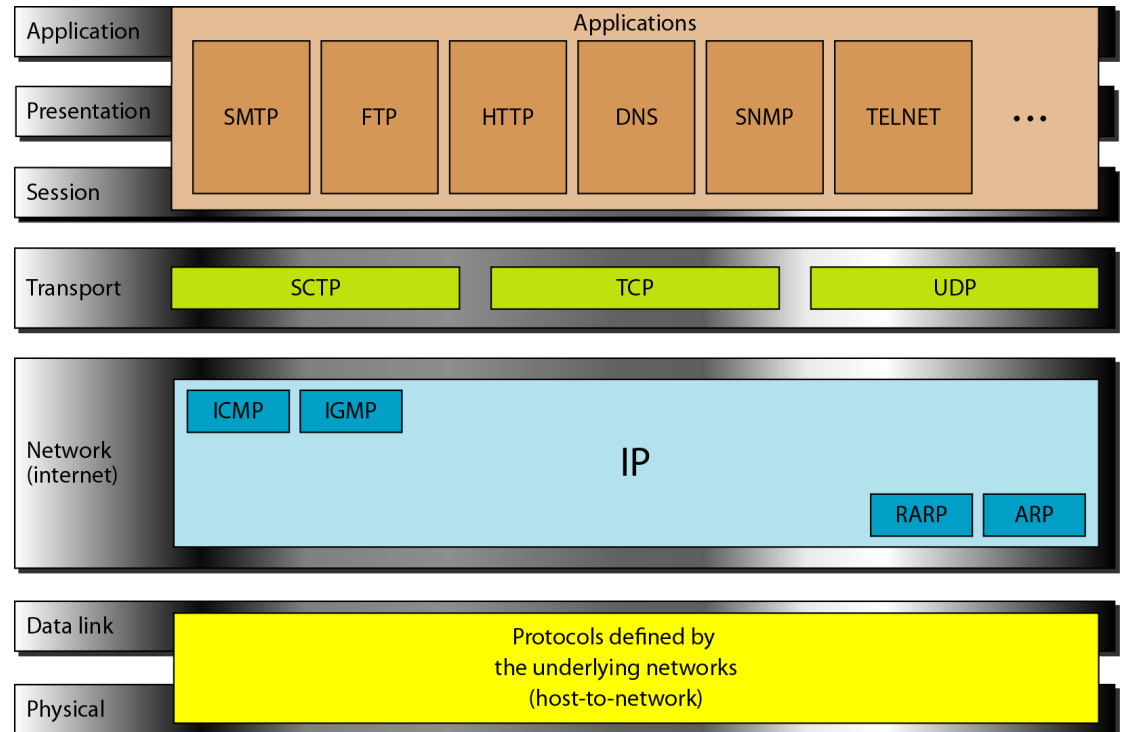 Application
Applications
Presentation
SMTP FTP HTTP DNS SNMP TELNET ...
Session
Transport
SCTP TCP UDP
Network
(internet)
ICMP IGMP
IP
RARP ARP
Data link
Protocols defined by
the underlying networks
(host-to-network)
Physical